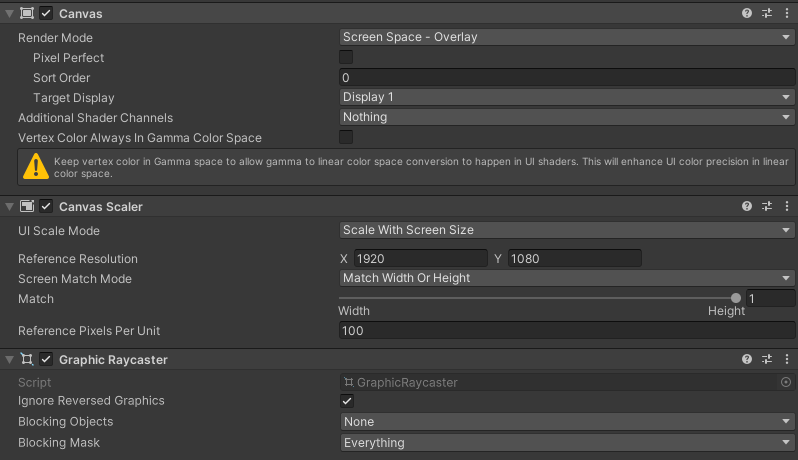 Canvas
Render Mode Screen Space - Overlay
Pixel Perfect
Sort Order 0
Target Display Display 1
Additional Shader Channels Nothing
Vertex Color Always In Gamma Color Space
Keep vertex color in Gamma space to allow gamma to linear color space conversion to happen in UI shaders. This will enhance UI color precision in linear
color space.
Canvas Scaler
UI Scale Mode Scale With Screen Size
Reference Resolution X 1920 Y 1080
Screen Match Mode Match Width Or Height
Match 1
Width Height
Reference Pixels Per Unit 100
Graphic Raycaster
Script GraphicRaycaster
Ignore Reversed Graphics
Blocking Objects None
Blocking Mask Everything